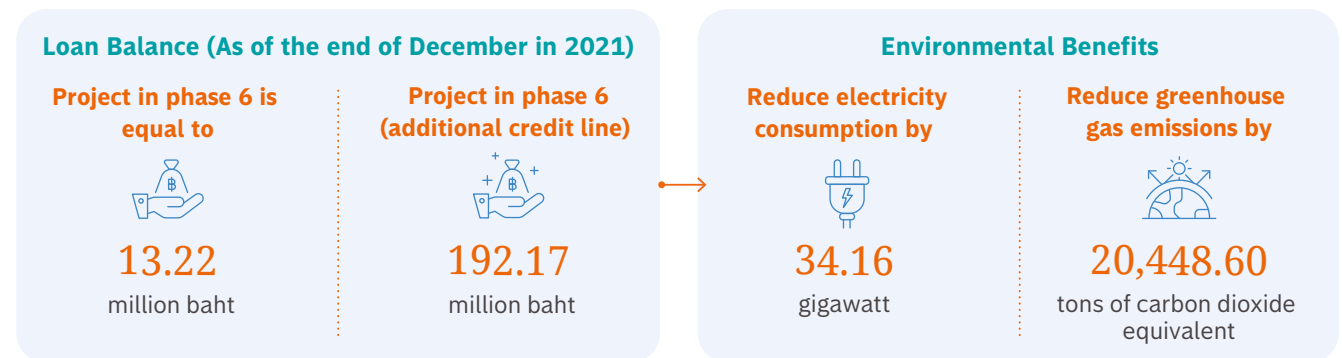 Loan Balance (As of the end of December in 2021)
Project in phase 6 is
equal to
฿
13.22
million baht
Project in phase 6
(additional credit line)
฿
192.17
million baht
Environmental Benefits
Reduce electricity
consumption by
34.16
gigawatt
Reduce greenhouse
gas emissions by
20,448.60
tons of carbon dioxide
equivalent